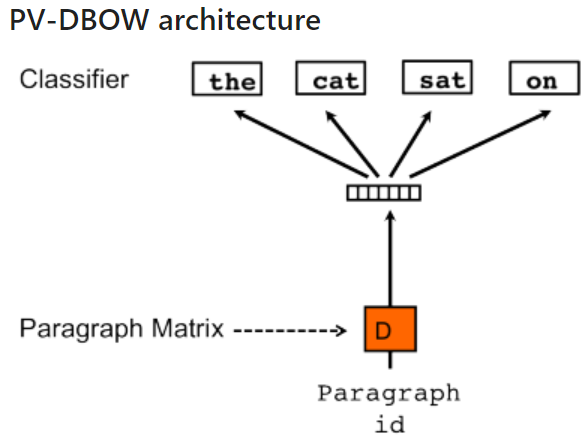 PV-DBOW architecture
Classifier
the cat sat on
Paragraph Matrix
D
Paragraph
id